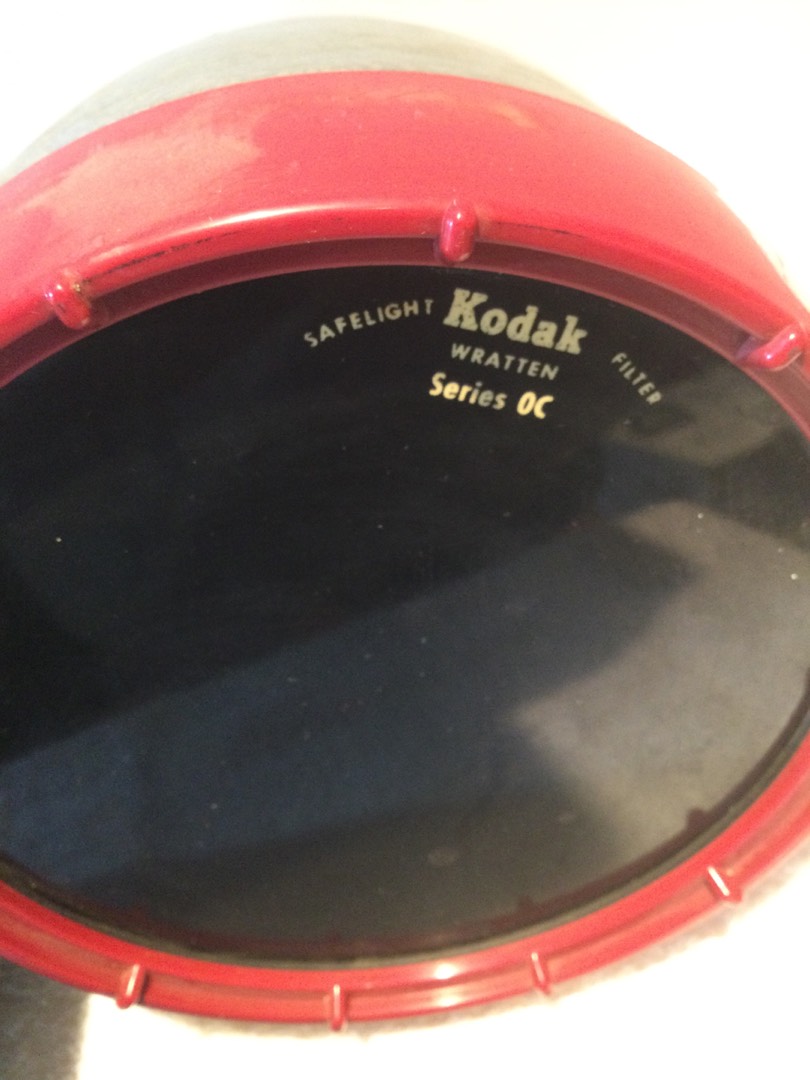 SAFELIGHT Kodak FILTER
WRATTEN
Series OC